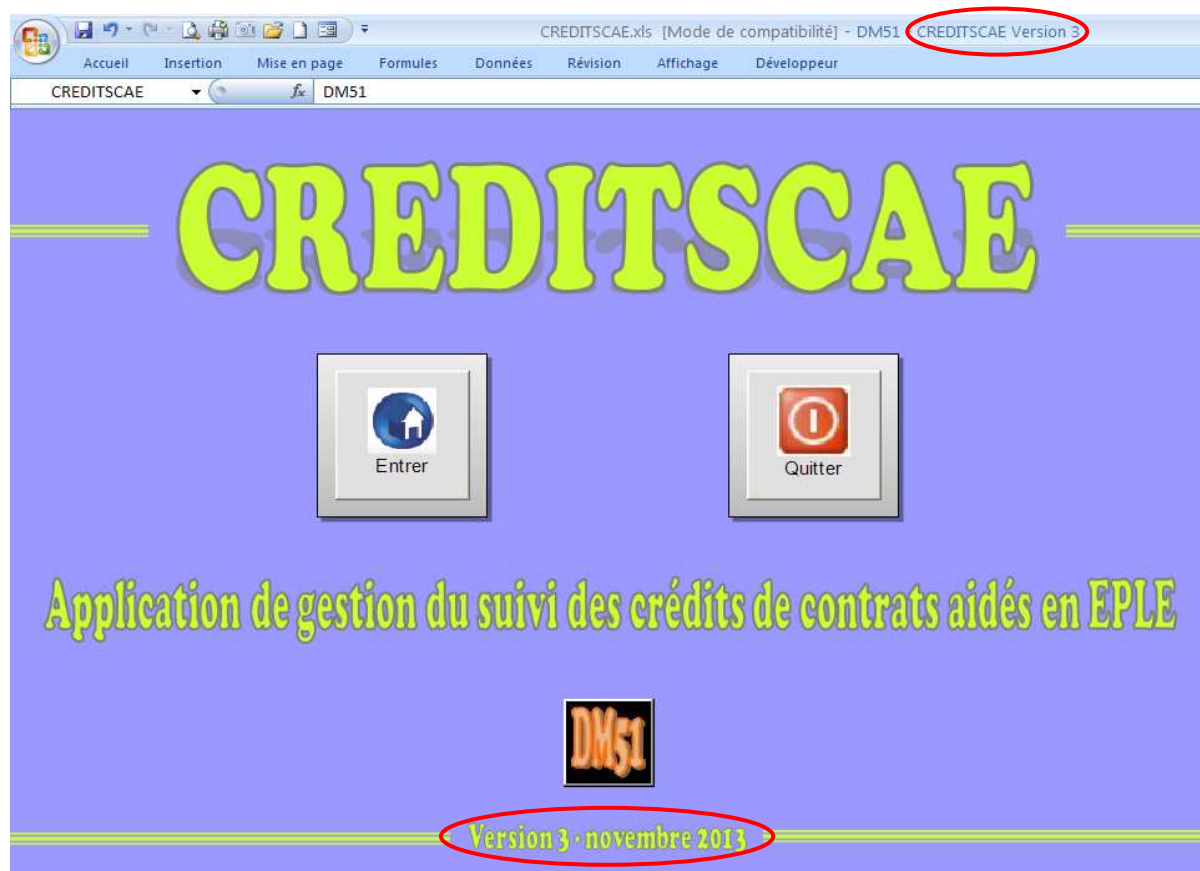 CREDITSCAE.xls [Mode de compatibilité] - DM51 CREDITSCAE Version 3
Accueil Insertion Mise en page Formules Données Révision Affichage Développeur
CREDITSCAE fx DM51
CREDITSCAE
Entrer
Quitter
Application de gestion du suivi des crédits de contrats aidés en EPLE
DM51
Version 3 - novembre 2013